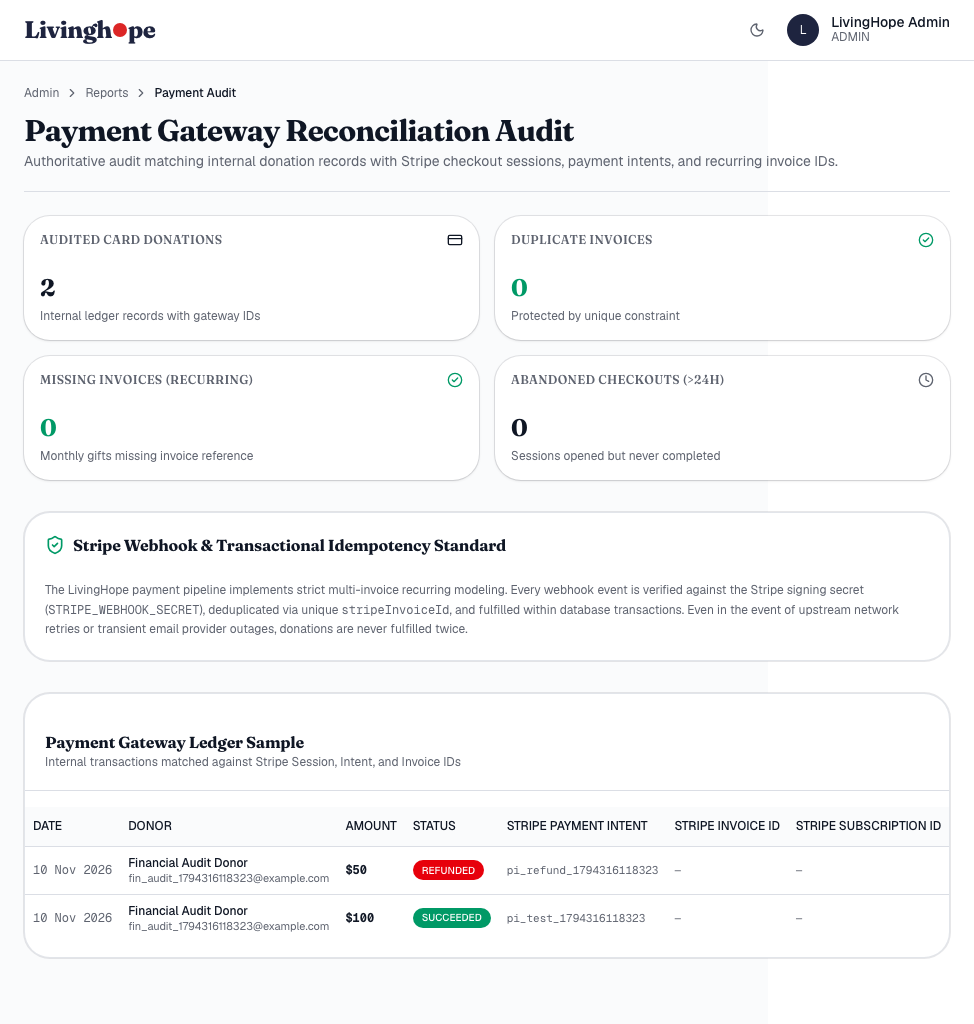 Livinghope
L
LivingHope Admin
ADMIN
Admin > Reports > Payment Audit
Payment Gateway Reconciliation Audit
Authoritative audit matching internal donation records with Stripe checkout sessions, payment intents, and recurring invoice IDs.
AUDITED CARD DONATIONS
2
Internal ledger records with gateway IDs
DUPLICATE INVOICES
0
Protected by unique constraint
MISSING INVOICES (RECURRING)
0
Monthly gifts missing invoice reference
ABANDONED CHECKOUTS (>24H)
0
Sessions opened but never completed
Stripe Webhook & Transactional Idempotency Standard
The LivingHope payment pipeline implements strict multi-invoice recurring modeling. Every webhook event is verified against the Stripe signing secret
(STRIPE_WEBHOOK_SECRET), deduplicated via unique stripeInvoiceId, and fulfilled within database transactions. Even in the event of upstream network
retries or transient email provider outages, donations are never fulfilled twice.
Payment Gateway Ledger Sample
Internal transactions matched against Stripe Session, Intent, and Invoice IDs
DATE DONOR AMOUNT STATUS STRIPE PAYMENT INTENT STRIPE INVOICE ID STRIPE SUBSCRIPTION ID
10 Nov 2026 Financial Audit Donor $50 REFUNDED pi_refund_1794316118323 — —
fin_audit_1794316118323@example.com
10 Nov 2026 Financial Audit Donor $100 SUCCEEDED pi_test_1794316118323 — —
fin_audit_1794316118323@example.com